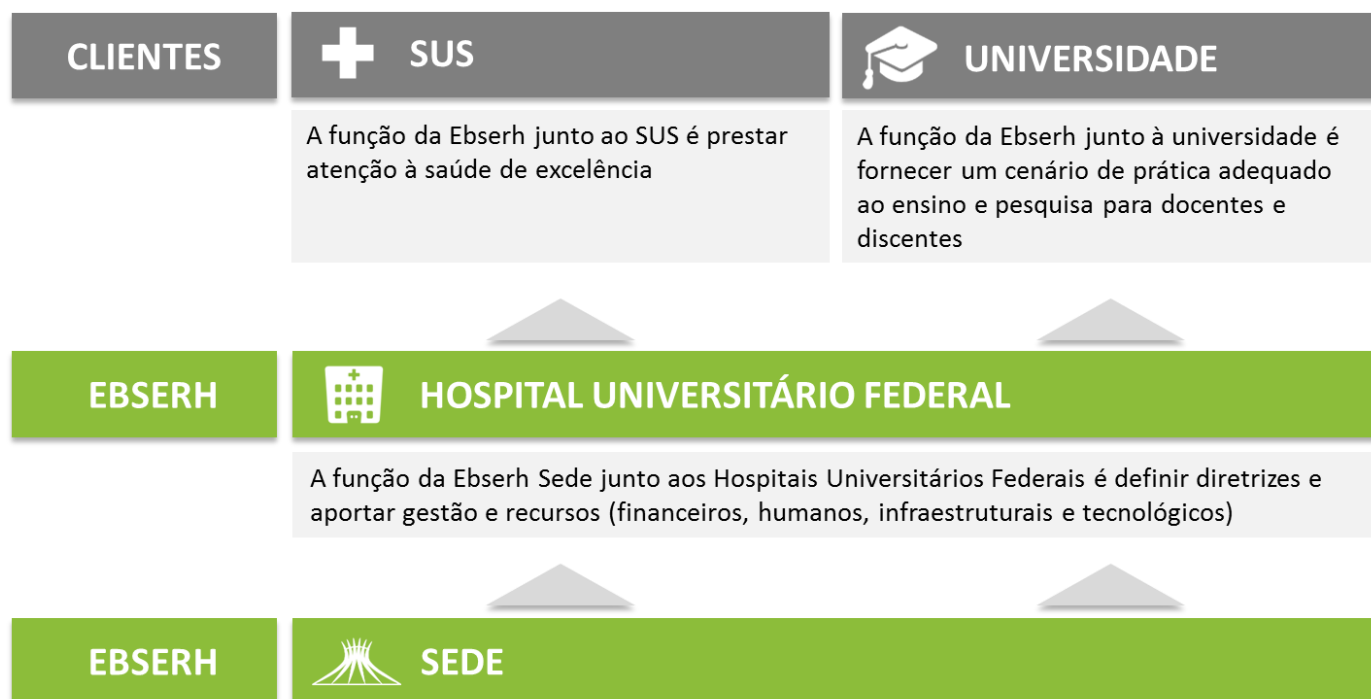 CLIENTES
SUS
UNIVERSIDADE
A função da Ebserh junto ao SUS é prestar
atenção à saúde de excelência
A função da Ebserh junto à universidade é
fornecer um cenário de prática adequado
ao ensino e pesquisa para docentes e
discentes
EBSERH
HOSPITAL UNIVERSITÁRIO FEDERAL
A função da Ebserh Sede junto aos Hospitais Universitários Federais é definir diretrizes e
aportar gestão e recursos (financeiros, humanos, infraestruturais e tecnológicos)
EBSERH
SEDE